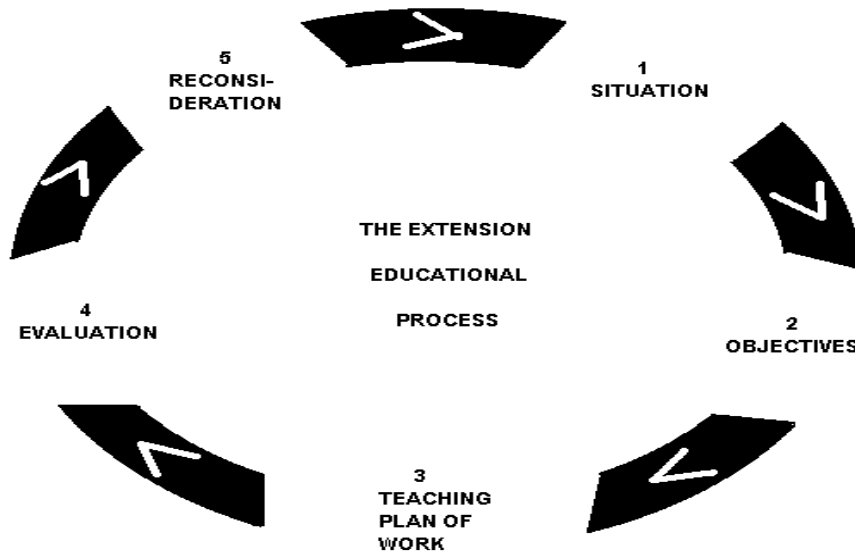 5
RECONSI-
DERATION
1
SITUATION
THE EXTENSION
EDUCATIONAL
PROCESS
4
EVALUATION
2
OBJECTIVES
3
TEACHING
PLAN OF
WORK